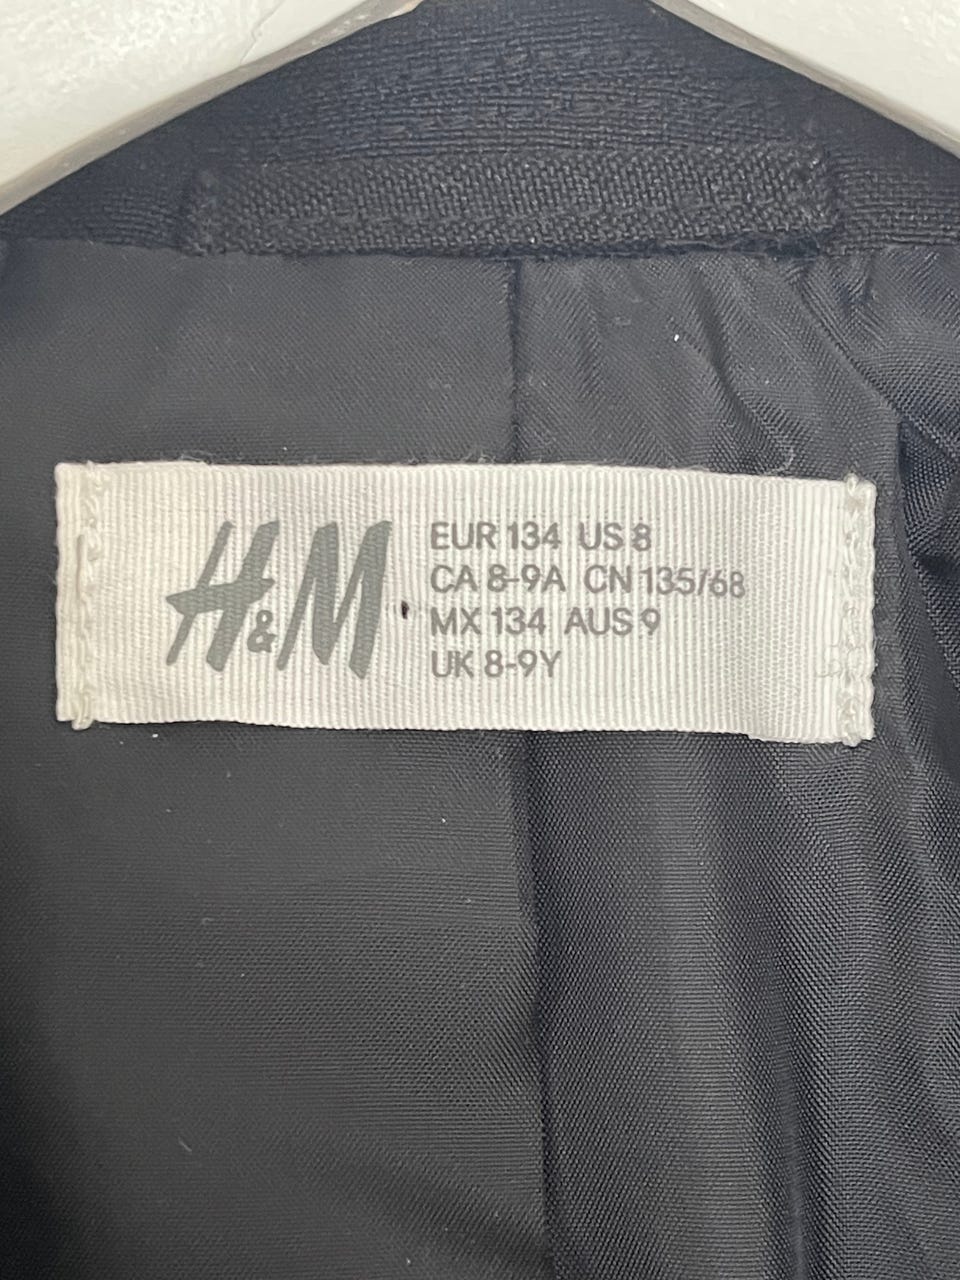 H&M
EUR 134 US 8
CA 8-9A CN 135/68
MX 134 AUS 9
UK 8-9Y